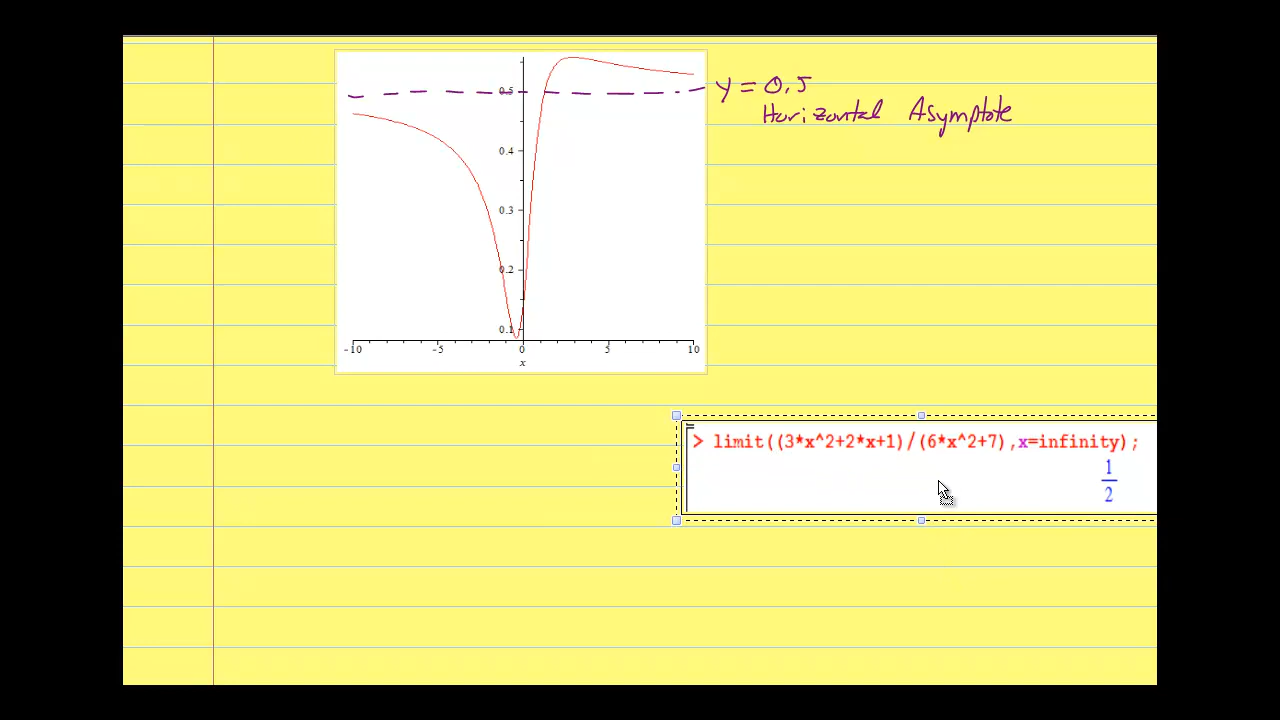 y = 0.5
Horizontal Asymptote
0.5
0.4
0.3
0.2
0.1
-10 -5 0 5 10
x
> limit((3*x^2+2*x+1)/(6*x^2+7),x=infinity);
1
2